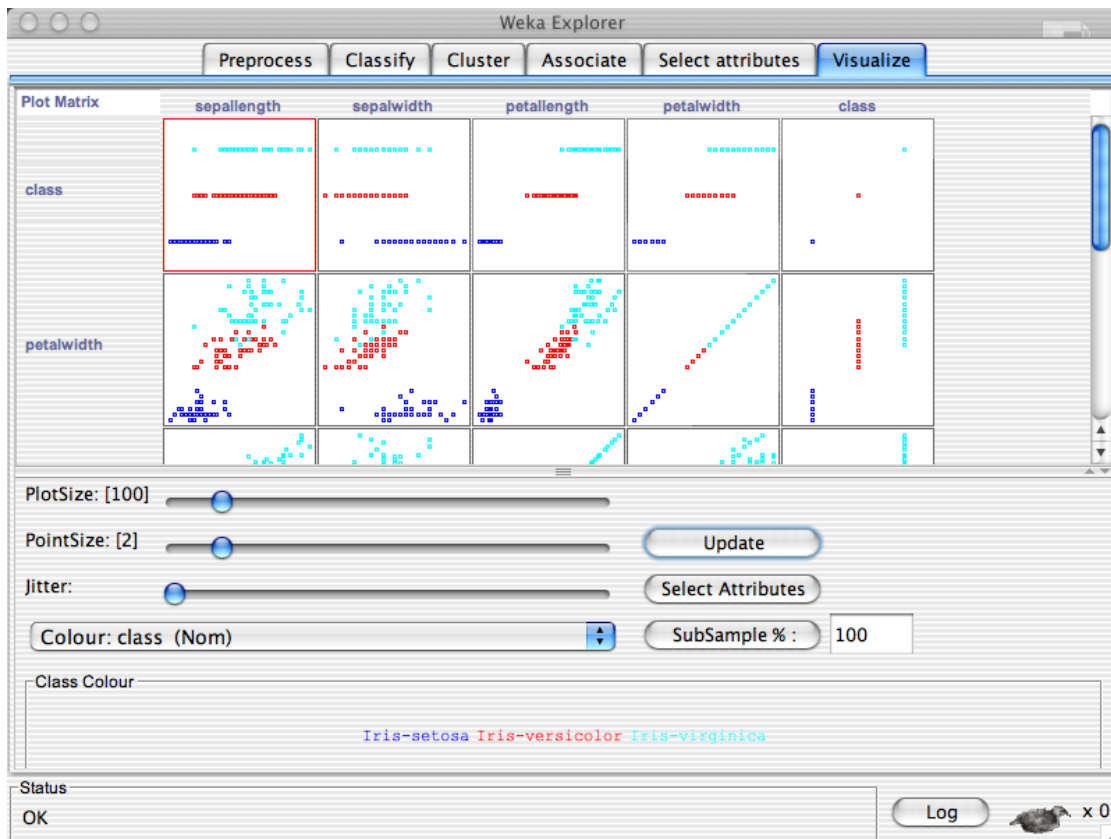 Weka Explorer
Preprocess Classify Cluster Associate Select attributes Visualize
Plot Matrix sepallength sepalwidth petallength petalwidth class
class
petalwidth
PlotSize: [100]
PointSize: [2] Update
Jitter: Select Attributes
Colour: class (Nom) SubSample % : 100
Class Colour
Iris-setosa Iris-versicolor Iris-virginica
Status
OK Log x 0